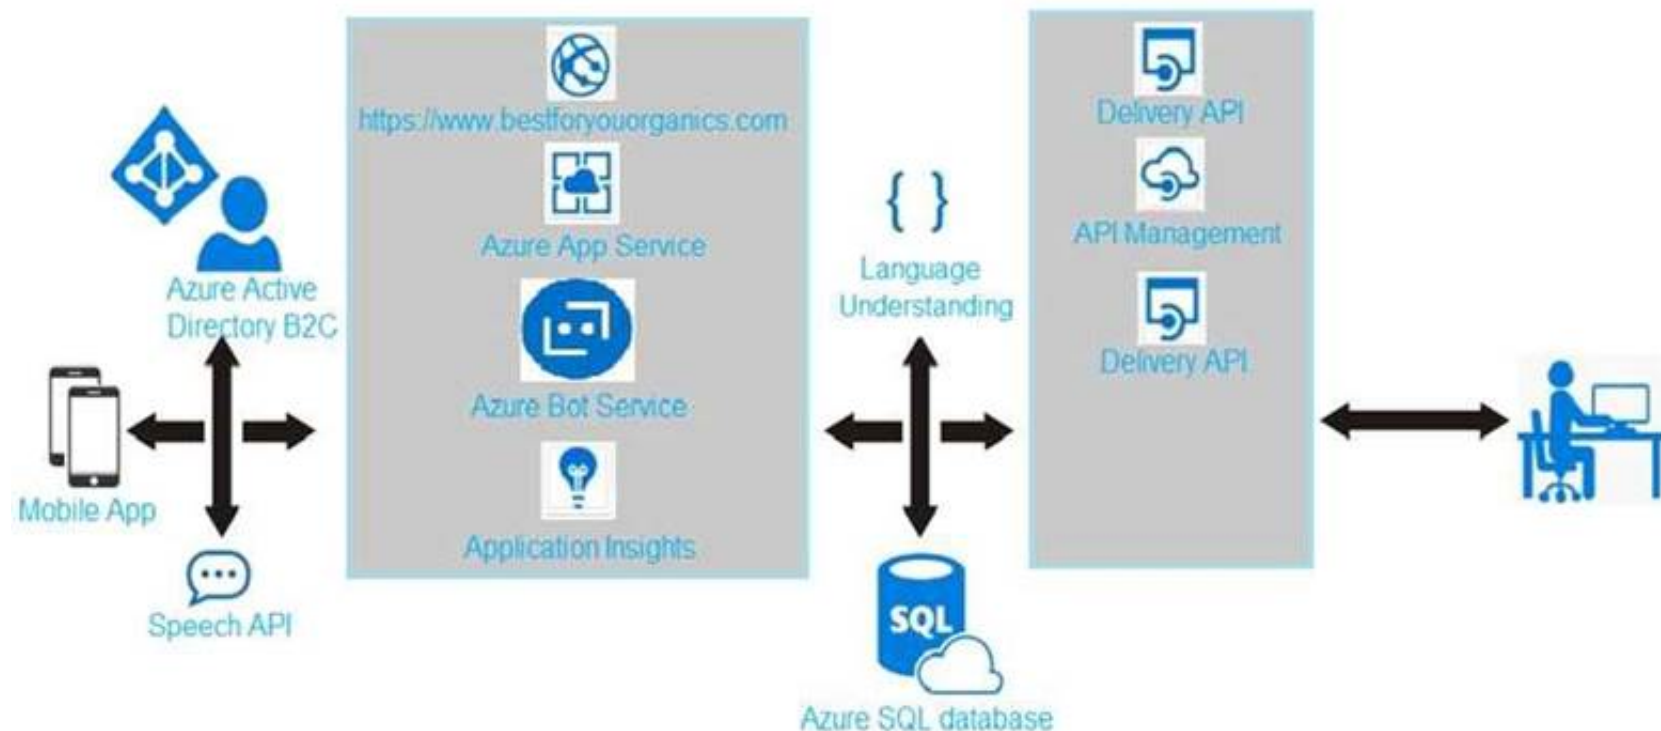 https://www.bestforyouorganics.com
Azure App Service
Azure Bot Service
Application Insights
Azure Active
Directory B2C
Mobile App
Speech API
{ }
Language
Understanding
SQL
Azure SQL database
Delivery API
API Management
Delivery API